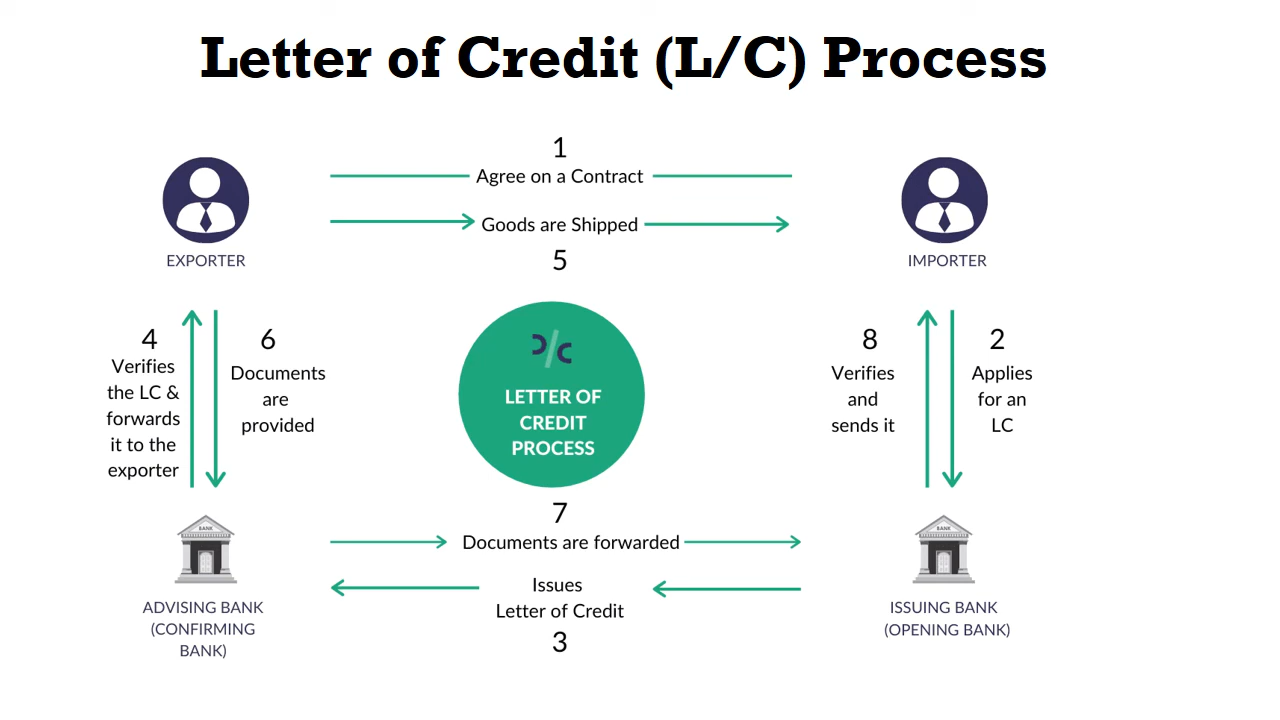 Letter of Credit (L/C) Process
1
Agree on a Contract
Goods are Shipped
5
EXPORTER
IMPORTER
4
Verifies
the LC &
forwards
it to the
exporter
6
Documents
are
provided
LETTER OF
CREDIT
PROCESS
8
Verifies
and
sends it
2
Applies
for an
LC
7
Documents are forwarded
Issues
Letter of Credit
3
BANK
ADVISING BANK
(CONFIRMING
BANK)
BANK
ISSUING BANK
(OPENING BANK)